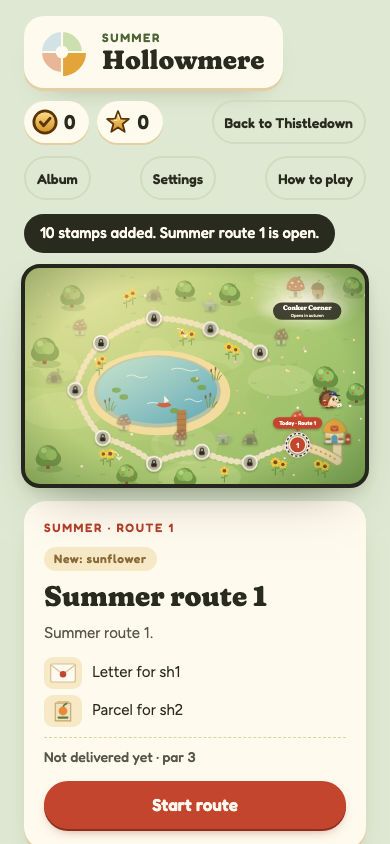 SUMMER
Hollowmere
0
0
Back to Thistledown
Album
Settings
How to play
10 stamps added. Summer route 1 is open.
Conker Corner
Opens in autumn
Today · Route 1
1
SUMMER · ROUTE 1
New: sunflower
Summer route 1
Summer route 1.
Letter for sh1
Parcel for sh2
Not delivered yet · par 3
Start route